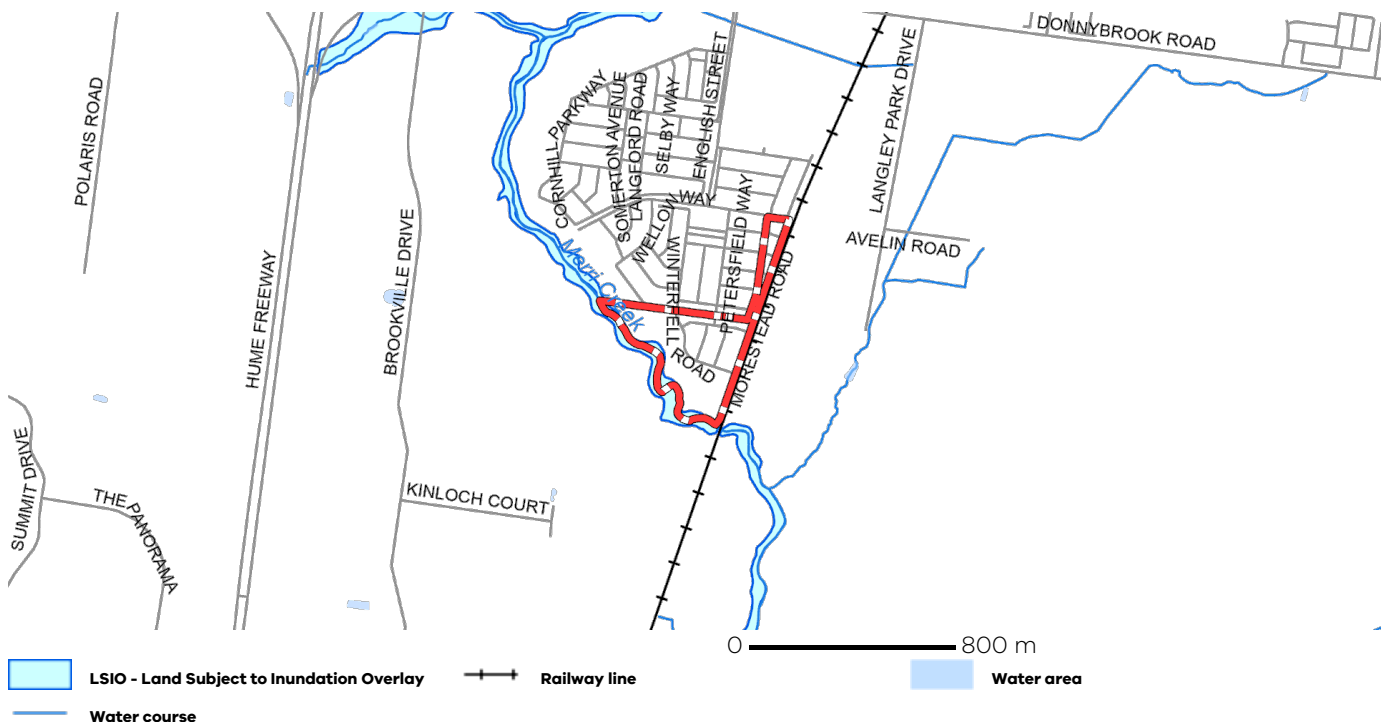 DONNYBROOK ROAD
POLARIS ROAD
CORNHILL PARKWAY
SOMERTON AVENUE
LANGFORD ROAD
SELBY WAY
ENGLISH STREET
LANGLEY PARK DRIVE
WELLOW WAY
PETERSFIELD WAY
AVELIN ROAD
Merri Creek
WINTERFELL ROAD
MORESTEAD ROAD
HUME FREEWAY
BROOKVILLE DRIVE
SUMMIT DRIVE
THE PANORAMA
KINLOCH COURT
0 800 m
LSIO - Land Subject to Inundation Overlay
Railway line
Water area
Water course